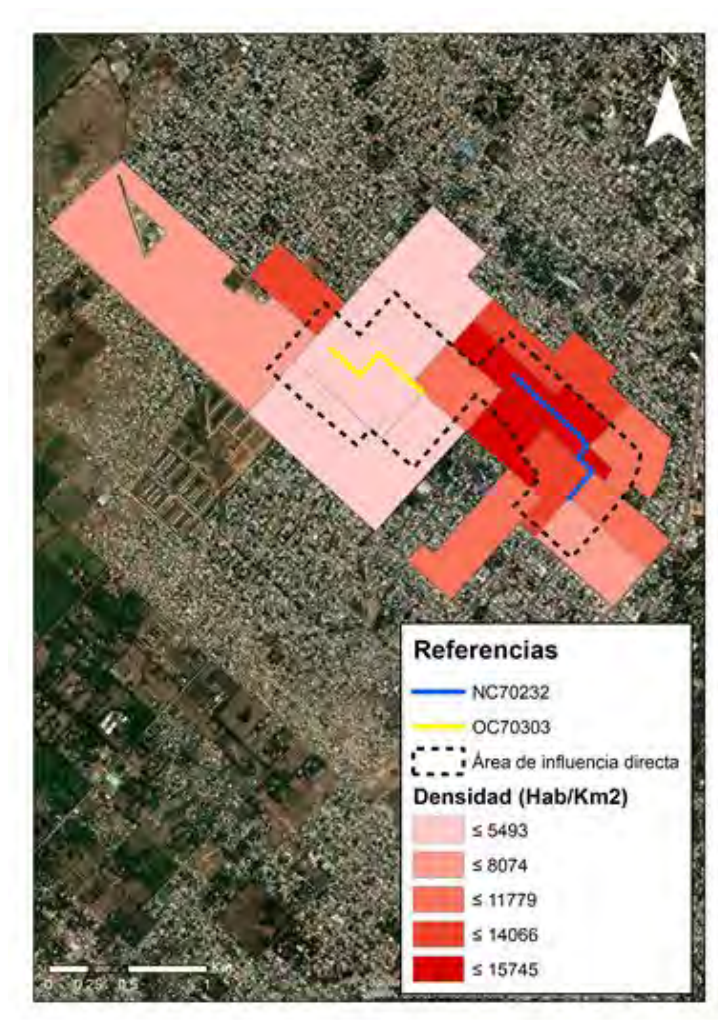 N
Referencias
NC70232
OC70303
Área de influencia directa
Densidad (Hab/Km2)
≤ 5493
≤ 8074
≤ 11779
≤ 14066
≤ 15745
Km
0 0,25 0,5 1